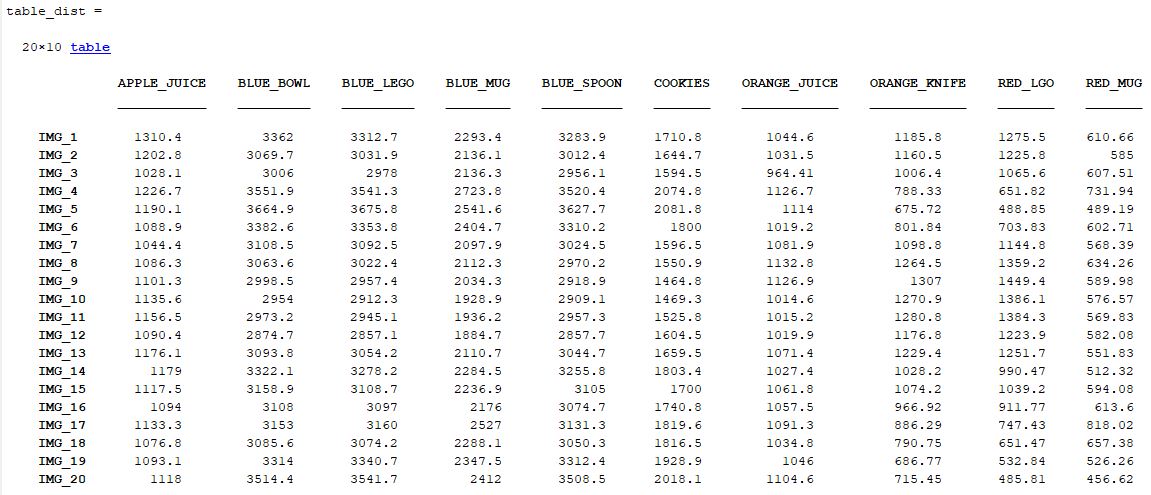 table_dist =
20×10 table
APPLE_JUICE BLUE_BOWL BLUE_LEGO BLUE_MUG BLUE_SPOON COOKIES ORANGE_JUICE ORANGE_KNIFE RED_LGO RED_MUG
IMG_1 1310.4 3362 3312.7 2293.4 3283.9 1710.8 1044.6 1185.8 1275.5 610.66
IMG_2 1202.8 3069.7 3031.9 2136.1 3012.4 1644.7 1031.5 1160.5 1225.8 585
IMG_3 1028.1 3006 2978 2136.3 2956.1 1594.5 964.41 1006.4 1065.6 607.51
IMG_4 1226.7 3551.9 3541.3 2723.8 3520.4 2074.8 1126.7 788.33 651.82 731.94
IMG_5 1190.1 3664.9 3675.8 2541.6 3627.7 2081.8 1114 675.72 488.85 489.19
IMG_6 1088.9 3382.6 3353.8 2404.7 3310.2 1800 1019.2 801.84 703.83 602.71
IMG_7 1044.4 3108.5 3092.5 2097.9 3024.5 1596.5 1081.9 1098.8 1144.8 568.39
IMG_8 1086.3 3063.6 3022.4 2112.3 2970.2 1550.9 1132.8 1264.5 1359.2 634.26
IMG_9 1101.3 2998.5 2957.4 2034.3 2918.9 1464.8 1126.9 1307 1449.4 589.98
IMG_10 1135.6 2954 2912.3 1928.9 2909.1 1469.3 1014.6 1270.9 1386.1 576.57
IMG_11 1156.5 2973.2 2945.1 1936.2 2957.3 1525.8 1015.2 1280.8 1384.3 569.83
IMG_12 1090.4 2874.7 2857.1 1884.7 2857.7 1604.5 1019.9 1176.8 1223.9 582.08
IMG_13 1176.1 3093.8 3054.2 2110.7 3044.7 1659.5 1071.4 1229.4 1251.7 551.83
IMG_14 1179 3322.1 3278.2 2284.5 3255.8 1803.4 1027.4 1028.2 990.47 512.32
IMG_15 1117.5 3158.9 3108.7 2236.9 3105 1700 1061.8 1074.2 1039.2 594.08
IMG_16 1094 3108 3097 2176 3074.7 1740.8 1057.5 966.92 911.77 613.6
IMG_17 1133.3 3153 3160 2527 3131.3 1819.6 1091.3 886.29 747.43 818.02
IMG_18 1076.8 3085.6 3074.2 2288.1 3050.3 1816.5 1034.8 790.75 651.47 657.38
IMG_19 1093.1 3314 3340.7 2347.5 3312.4 1928.9 1046 686.77 532.84 526.26
IMG_20 1118 3514.4 3541.7 2412 3508.5 2018.1 1104.6 715.45 485.81 456.62